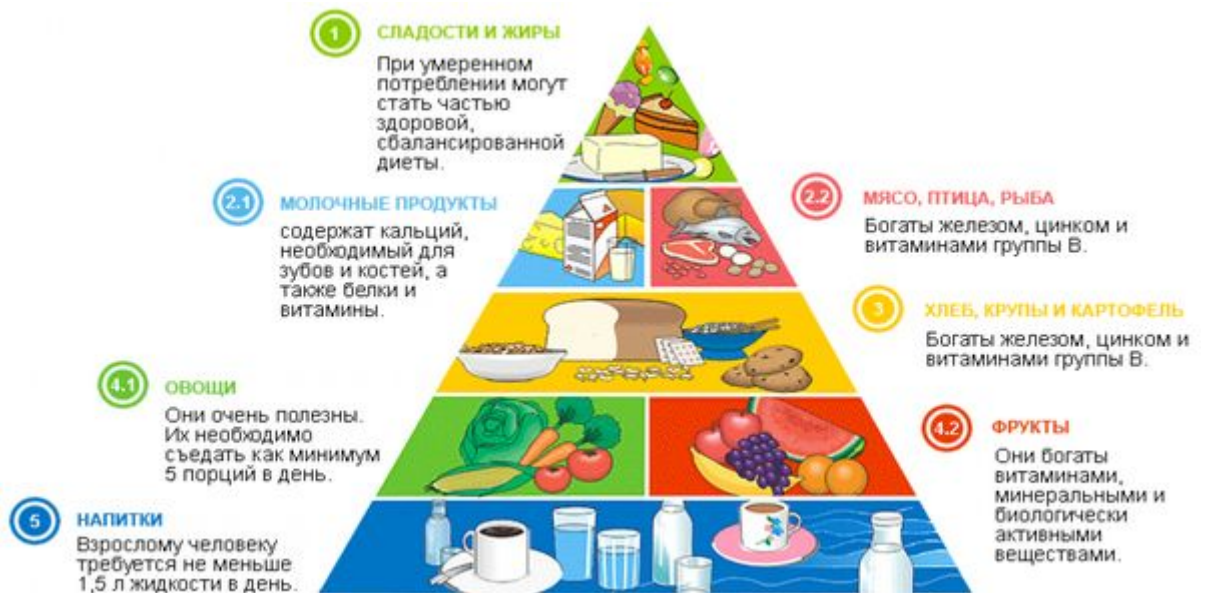 1
СЛАДОСТИ И ЖИРЫ
При умеренном
потреблении могут
стать частью
здоровой,
сбалансированной
диеты.
2.1
МОЛОЧНЫЕ ПРОДУКТЫ
содержат кальций,
необходимый для
зубов и костей, а
также белки и
витамины.
2.2
МЯСО, ПТИЦА, РЫБА
Богаты железом, цинком и
витаминами группы В.
3
ХЛЕБ, КРУПЫ И КАРТОФЕЛЬ
Богаты железом, цинком и
витаминами группы В.
4.1
ОВОЩИ
Они очень полезны.
Их необходимо
съедать как минимум
5 порций в день.
4.2
ФРУКТЫ
Они богаты
витаминами,
минеральными и
биологически
активными
веществами.
5
НАПИТКИ
Взрослому человеку
требуется не меньше
1,5 л жидкости в день.